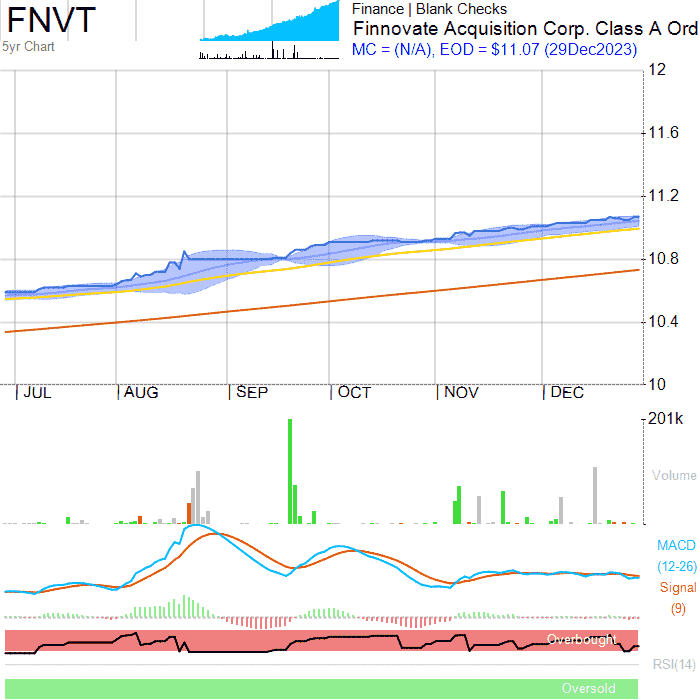 FNVT
5yr Chart
Finance | Blank Checks
Finnovate Acquisition Corp. Class A Ord
MC = (N/A), EOD = $11.07 (29Dec2023)
12
11.6
11.2
10.8
10.4
10
JUL AUG SEP OCT NOV DEC
201k
Volume
MACD
(12-26)
Signal
(9)
Overbought
RSI(14)
Oversold